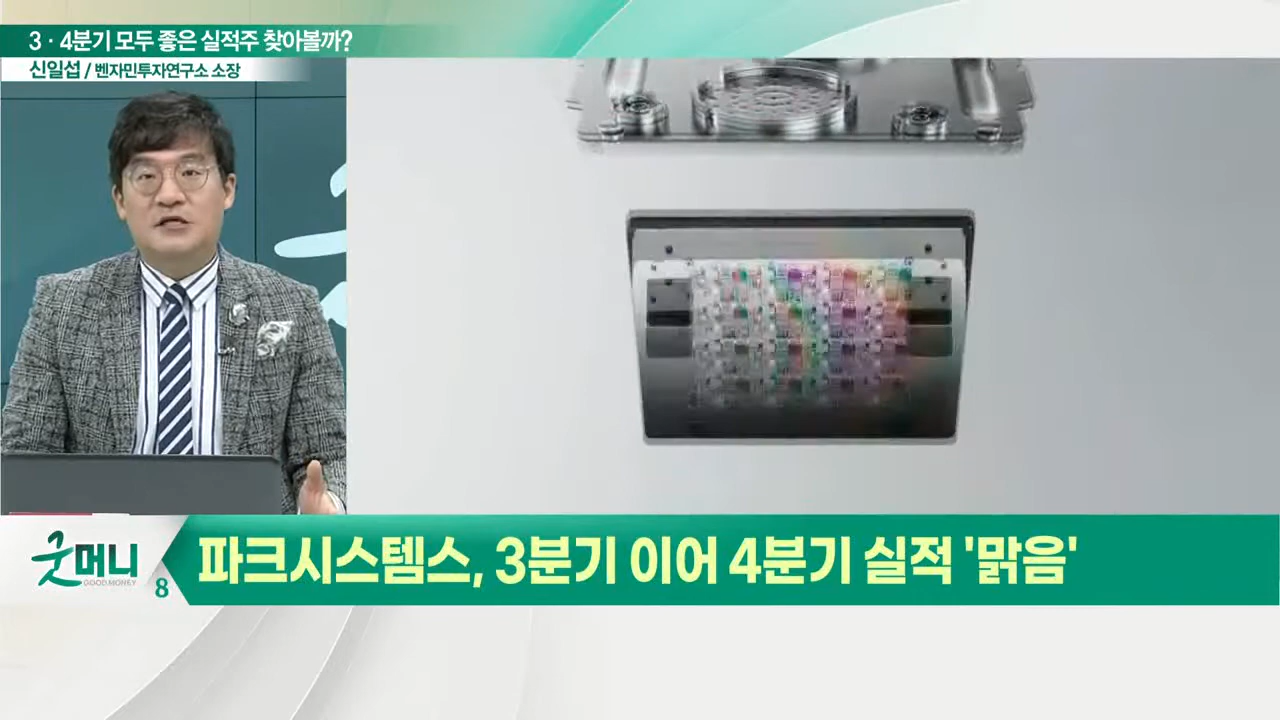 3 · 4분기 모두 좋은 실적주 찾아볼까?
신일섭 / 벤자민투자연구소 소장
굿머니
GOOD MONEY
8
파크시스템스, 3분기 이어 4분기 실적 '맑음'